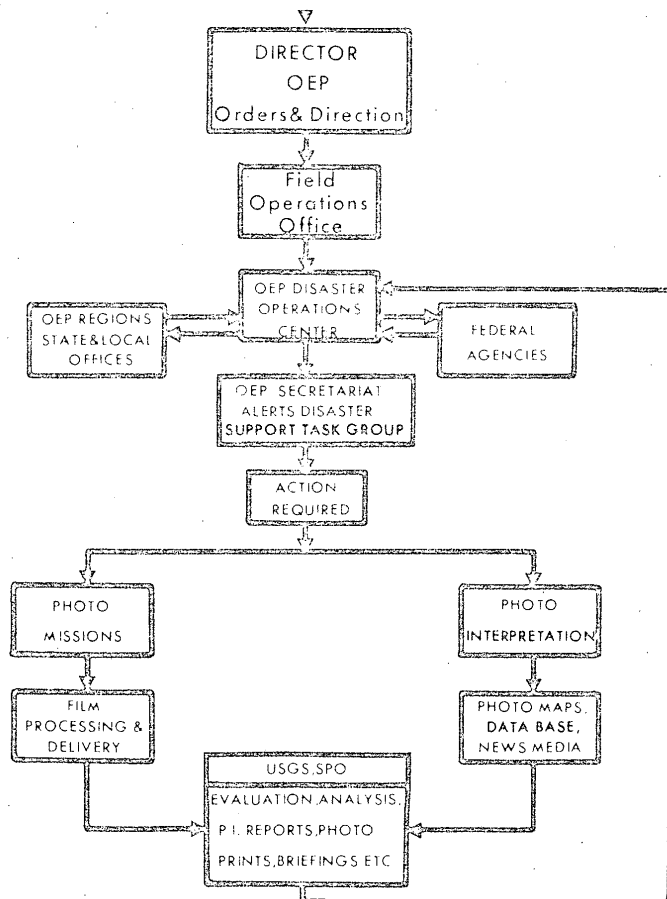 DIRECTOR
OEP
Orders& Direction
Field
Operations
Office
OEP DISASTER
OPERATIONS
CENTER
OEP REGIONS
STATE&LOCAL
OFFICES
FEDERAL
AGENCIES
OEP SECRETARIAT
ALERTS DISASTER
SUPPORT TASK GROUP
ACTION
REQUIRED
PHOTO
MISSIONS
PHOTO
INTERPRETATION
FILM
PROCESSING &
DELIVERY
PHOTO MAPS,
DATA BASE,
NEWS MEDIA
USGS,SPO
EVALUATION,ANALYSIS,
P.I. REPORTS,PHOTO
PRINTS,BRIEFINGS ETC